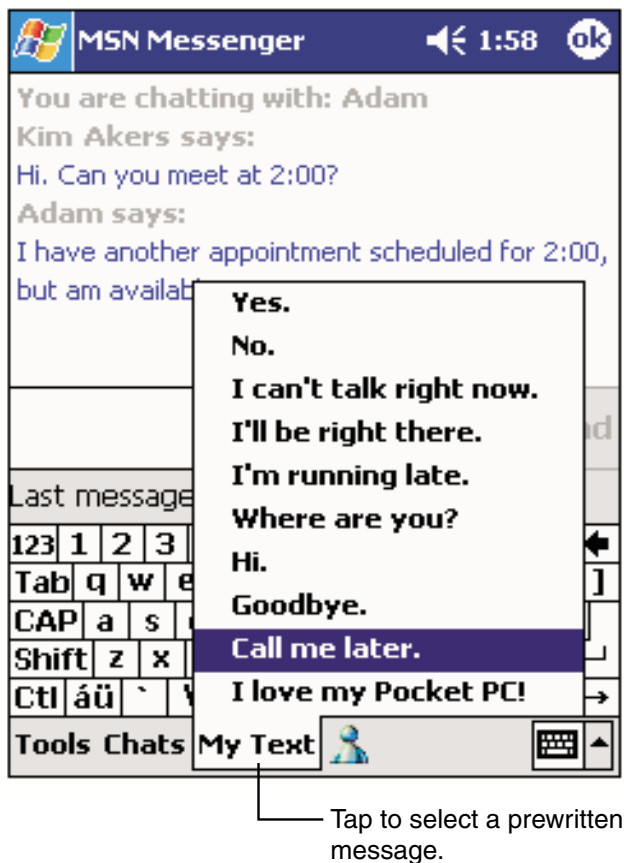 MSN Messenger 1:58 ok
You are chatting with: Adam
Kim Akers says:
Hi. Can you meet at 2:00?
Adam says:
I have another appointment scheduled for 2:00,
but am
Yes.
No.
I can't talk right now.
I'll be right there.
I'm running late.
Where are you?
Hi.
Goodbye.
Call me later.
I love my Pocket PC!
Last message
123 1 2 3
Tab q w e ]
CAP a s
Shift z x
Ctl áü `
Tools Chats My Text
Tap to select a prewritten
message.